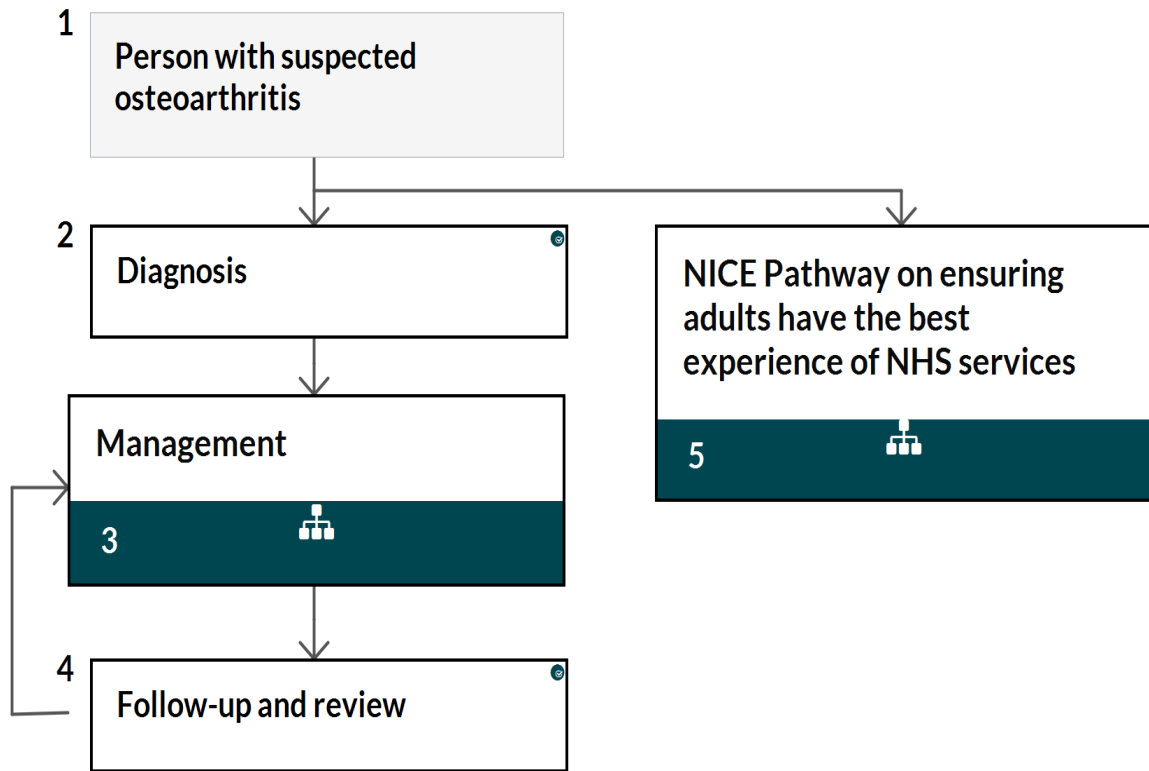 1
Person with suspected
osteoarthritis
2
Diagnosis
NICE Pathway on ensuring
adults have the best
experience of NHS services
5
Management
3
4
Follow-up and review